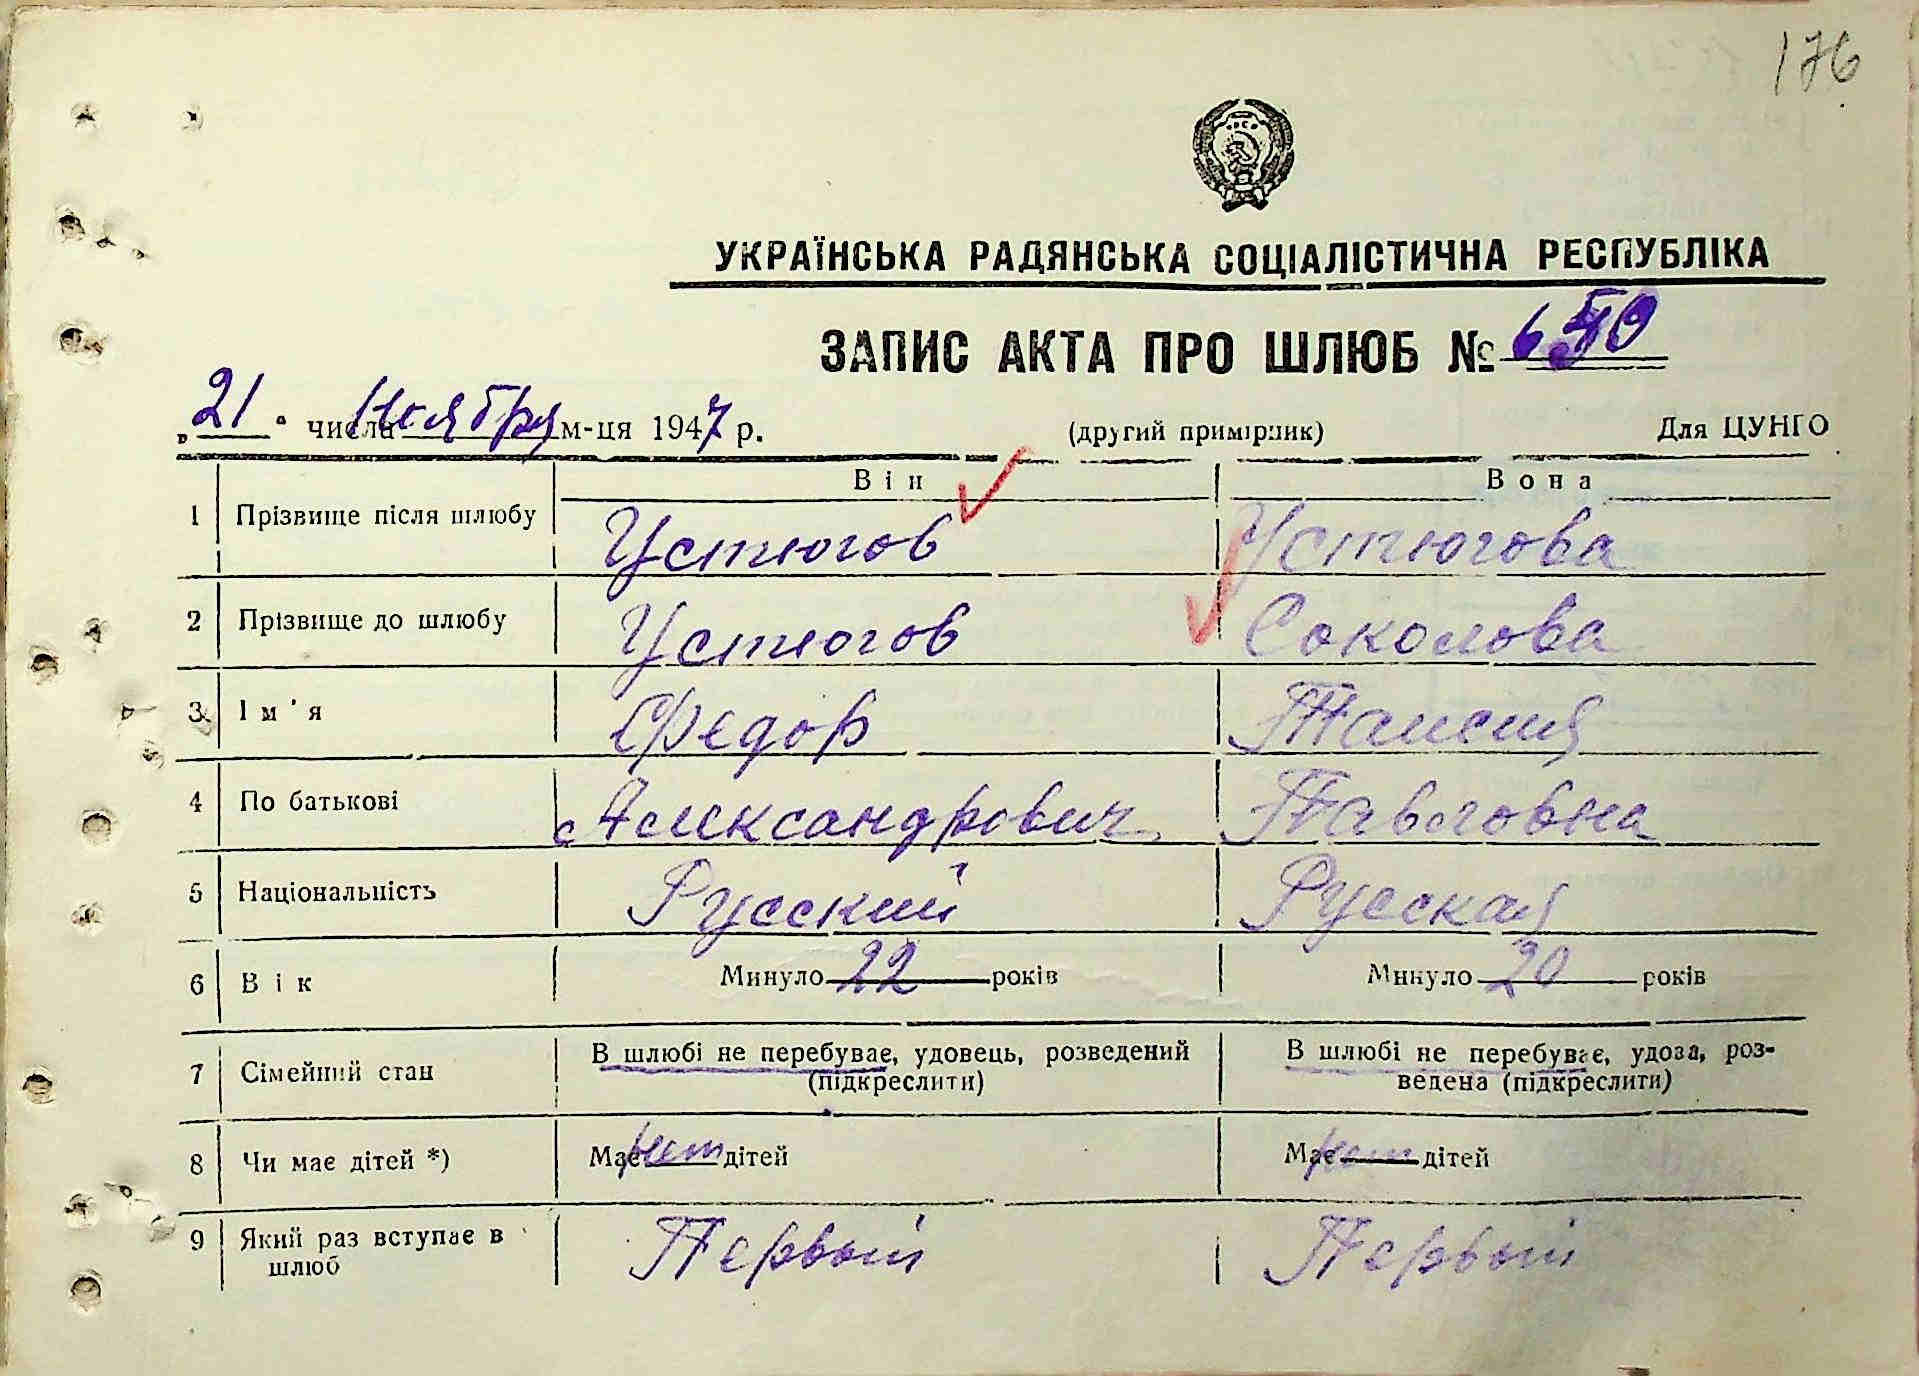 176
УКРАЇНСЬКА РАДЯНСЬКА СОЦІАЛІСТИЧНА РЕСПУБЛІКА
ЗАПИС АКТА ПРО ШЛЮБ №
„21“ числа Ноября м-ця 1947 р. (другий примірник) Для ЦУНГО
Він Вона
1 Прізвище після шлюбу Устюгов Устюгова
2 Прізвище до шлюбу Устюгов Соколова
3 Ім'я Федор Таисия
4 По батькові Александрович Павловна
5 Національність Русский Русская
6 Вік Минуло 22 років Минуло 20 років
7 Сімейний стан В шлюбі не перебуває, удовець, розведений (підкреслити) В шлюбі не перебуває, удова, роз-
ведена (підкреслити)
8 Чи має дітей *) Має нет дітей Має нет дітей
9 Який раз вступає в шлюб Первый Первый